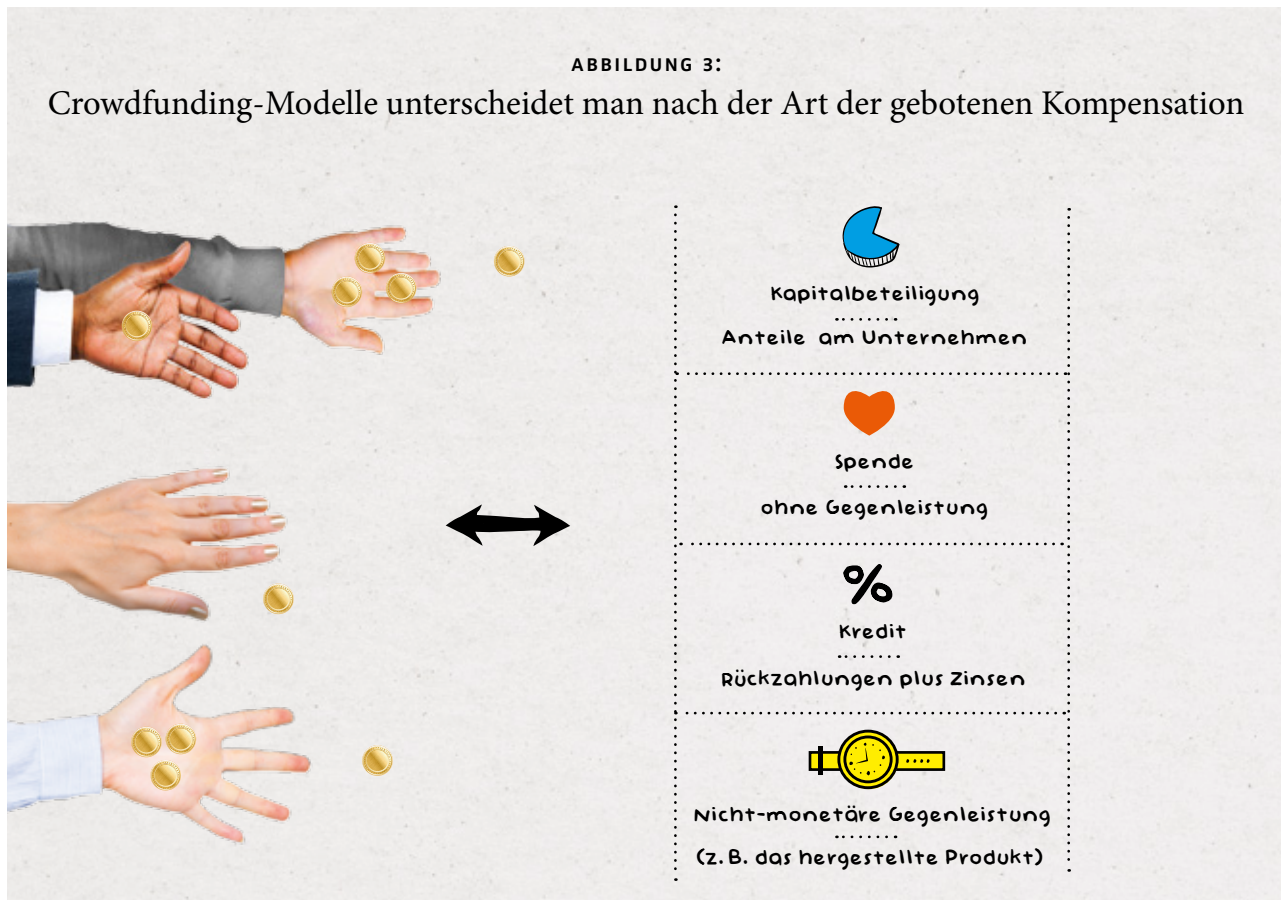 ABBILDUNG 3:
Crowdfunding-Modelle unterscheidet man nach der Art der gebotenen Kompensation
Kapitalbeteiligung
Anteile am Unternehmen
Spende
ohne Gegenleistung
%
Kredit
Rückzahlungen plus Zinsen
Nicht-monetäre Gegenleistung
(z. B. das hergestellte Produkt)